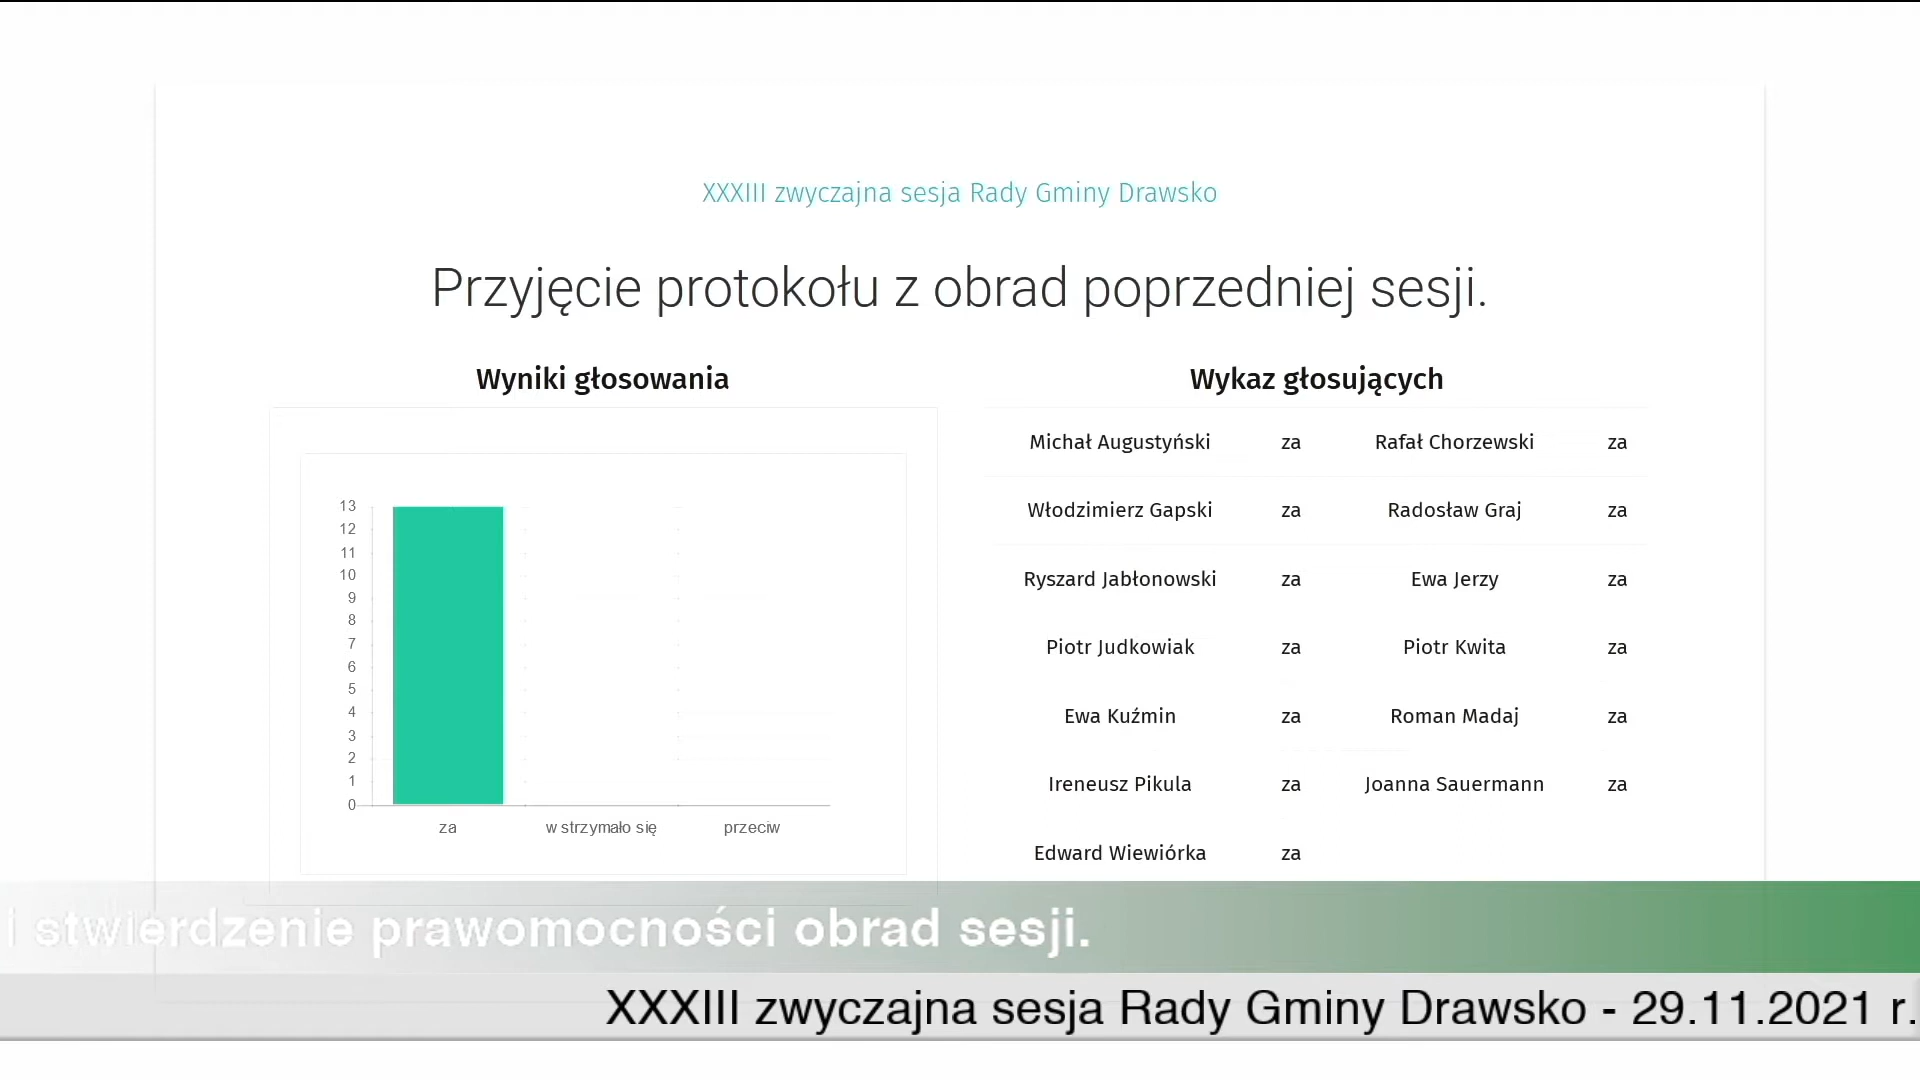 XXXIII zwyczajna sesja Rady Gminy Drawsko
Przyjęcie protokołu z obrad poprzedniej sesji.
Wyniki głosowania
13
12
11
10
9
8
7
6
5
4
3
2
1
0
za w strzymało się przeciw
Wykaz głosujących
Michał Augustyński za Rafał Chorzewski za
Włodzimierz Gapski za Radosław Graj za
Ryszard Jabłonowski za Ewa Jerzy za
Piotr Judkowiak za Piotr Kwita za
Ewa Kuźmin za Roman Madaj za
Ireneusz Pikula za Joanna Sauermann za
Edward Wiewiórka za
i stwierdzenie prawomocności obrad sesji.
XXXIII zwyczajna sesja Rady Gminy Drawsko - 29.11.2021 r.